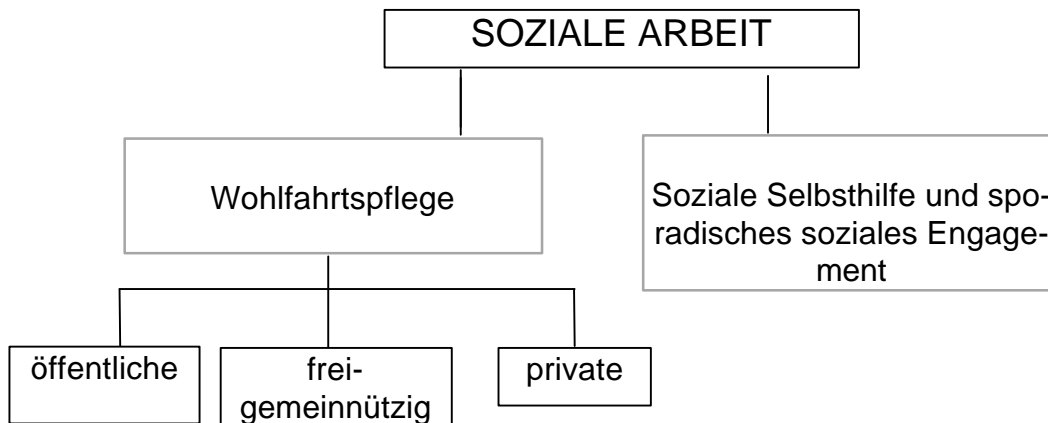 SOZIALE ARBEIT
Wohlfahrtspflege
Soziale Selbsthilfe und spo-
radisches soziales Engage-
ment
öffentliche
frei-
gemeinnützig
private